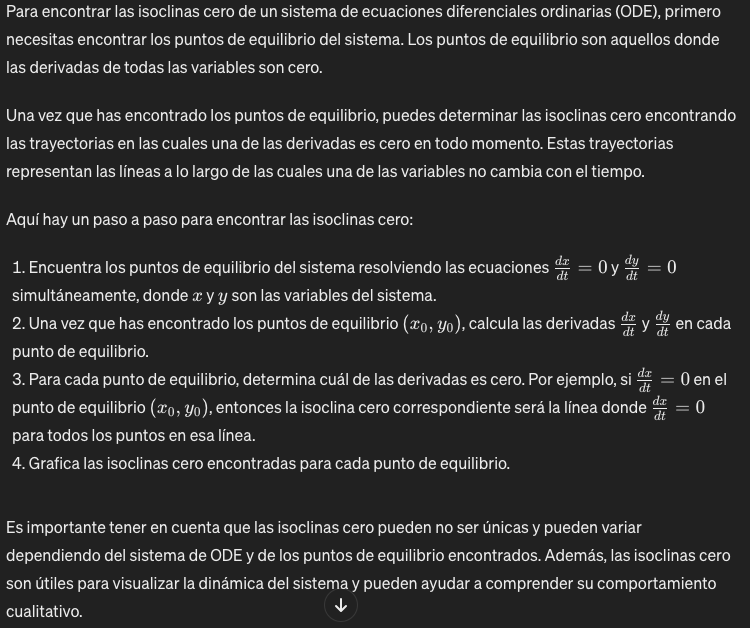 Para encontrar las isoclinas cero de un sistema de ecuaciones diferenciales ordinarias (ODE), primero
necesitas encontrar los puntos de equilibrio del sistema. Los puntos de equilibrio son aquellos donde
las derivadas de todas las variables son cero.
Una vez que has encontrado los puntos de equilibrio, puedes determinar las isoclinas cero encontrando
las trayectorias en las cuales una de las derivadas es cero en todo momento. Estas trayectorias
representan las líneas a lo largo de las cuales una de las variables no cambia con el tiempo.
Aquí hay un paso a paso para encontrar las isoclinas cero:
1. Encuentra los puntos de equilibrio del sistema resolviendo las ecuaciones dx/dt = 0 y dy/dt = 0
simultáneamente, donde x y y son las variables del sistema.
2. Una vez que has encontrado los puntos de equilibrio (x₀, y₀), calcula las derivadas dx/dt y dy/dt en cada
punto de equilibrio.
3. Para cada punto de equilibrio, determina cuál de las derivadas es cero. Por ejemplo, si dx/dt = 0 en el
punto de equilibrio (x₀, y₀), entonces la isoclina cero correspondiente será la línea donde dx/dt = 0
para todos los puntos en esa línea.
4. Grafica las isoclinas cero encontradas para cada punto de equilibrio.
Es importante tener en cuenta que las isoclinas cero pueden no ser únicas y pueden variar
dependiendo del sistema de ODE y de los puntos de equilibrio encontrados. Además, las isoclinas cero
son útiles para visualizar la dinámica del sistema y pueden ayudar a comprender su comportamiento
cualitativo.